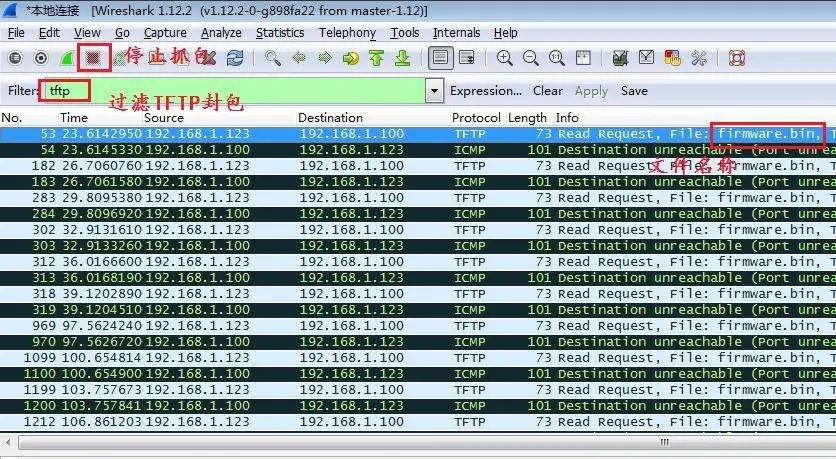 *本地连接 [Wireshark 1.12.2 (v1.12.2-0-g898fa22 from master-1.12)]
File Edit View Go Capture Analyze Statistics Telephony Tools Internals Help
停止抓包
Filter: tftp Expression... Clear Apply Save
过滤TFTP封包
No. Time Source Destination Protocol Length Info
53 23.6142950 192.168.1.123 192.168.1.100 TFTP 73 Read Request, File: firmware.bin, T
54 23.6145330 192.168.1.100 192.168.1.123 ICMP 101 Destination unreachable (Port unrea
文件名称
182 26.7060760 192.168.1.123 192.168.1.100 TFTP 73 Read Request, File: firmware.bin, T
183 26.7061580 192.168.1.100 192.168.1.123 ICMP 101 Destination unreachable (Port unrea
283 29.8095380 192.168.1.123 192.168.1.100 TFTP 73 Read Request, File: firmware.bin, T
284 29.8096920 192.168.1.100 192.168.1.123 ICMP 101 Destination unreachable (Port unrea
302 32.9131610 192.168.1.123 192.168.1.100 TFTP 73 Read Request, File: firmware.bin, T
303 32.9133260 192.168.1.100 192.168.1.123 ICMP 101 Destination unreachable (Port unrea
312 36.0166600 192.168.1.123 192.168.1.100 TFTP 73 Read Request, File: firmware.bin, T
313 36.0168190 192.168.1.100 192.168.1.123 ICMP 101 Destination unreachable (Port unrea
318 39.1202890 192.168.1.123 192.168.1.100 TFTP 73 Read Request, File: firmware.bin, T
319 39.1204510 192.168.1.100 192.168.1.123 ICMP 101 Destination unreachable (Port unrea
969 97.5624240 192.168.1.123 192.168.1.100 TFTP 73 Read Request, File: firmware.bin, T
970 97.5626720 192.168.1.100 192.168.1.123 ICMP 101 Destination unreachable (Port unrea
1099 100.654814 192.168.1.123 192.168.1.100 TFTP 73 Read Request, File: firmware.bin, T
1100 100.654900 192.168.1.100 192.168.1.123 ICMP 101 Destination unreachable (Port unrea
1199 103.757673 192.168.1.123 192.168.1.100 TFTP 73 Read Request, File: firmware.bin, T
1200 103.757841 192.168.1.100 192.168.1.123 ICMP 101 Destination unreachable (Port unrea
1212 106.861203 192.168.1.123 192.168.1.100 TFTP 73 Read Request, File: firmware.bin, T